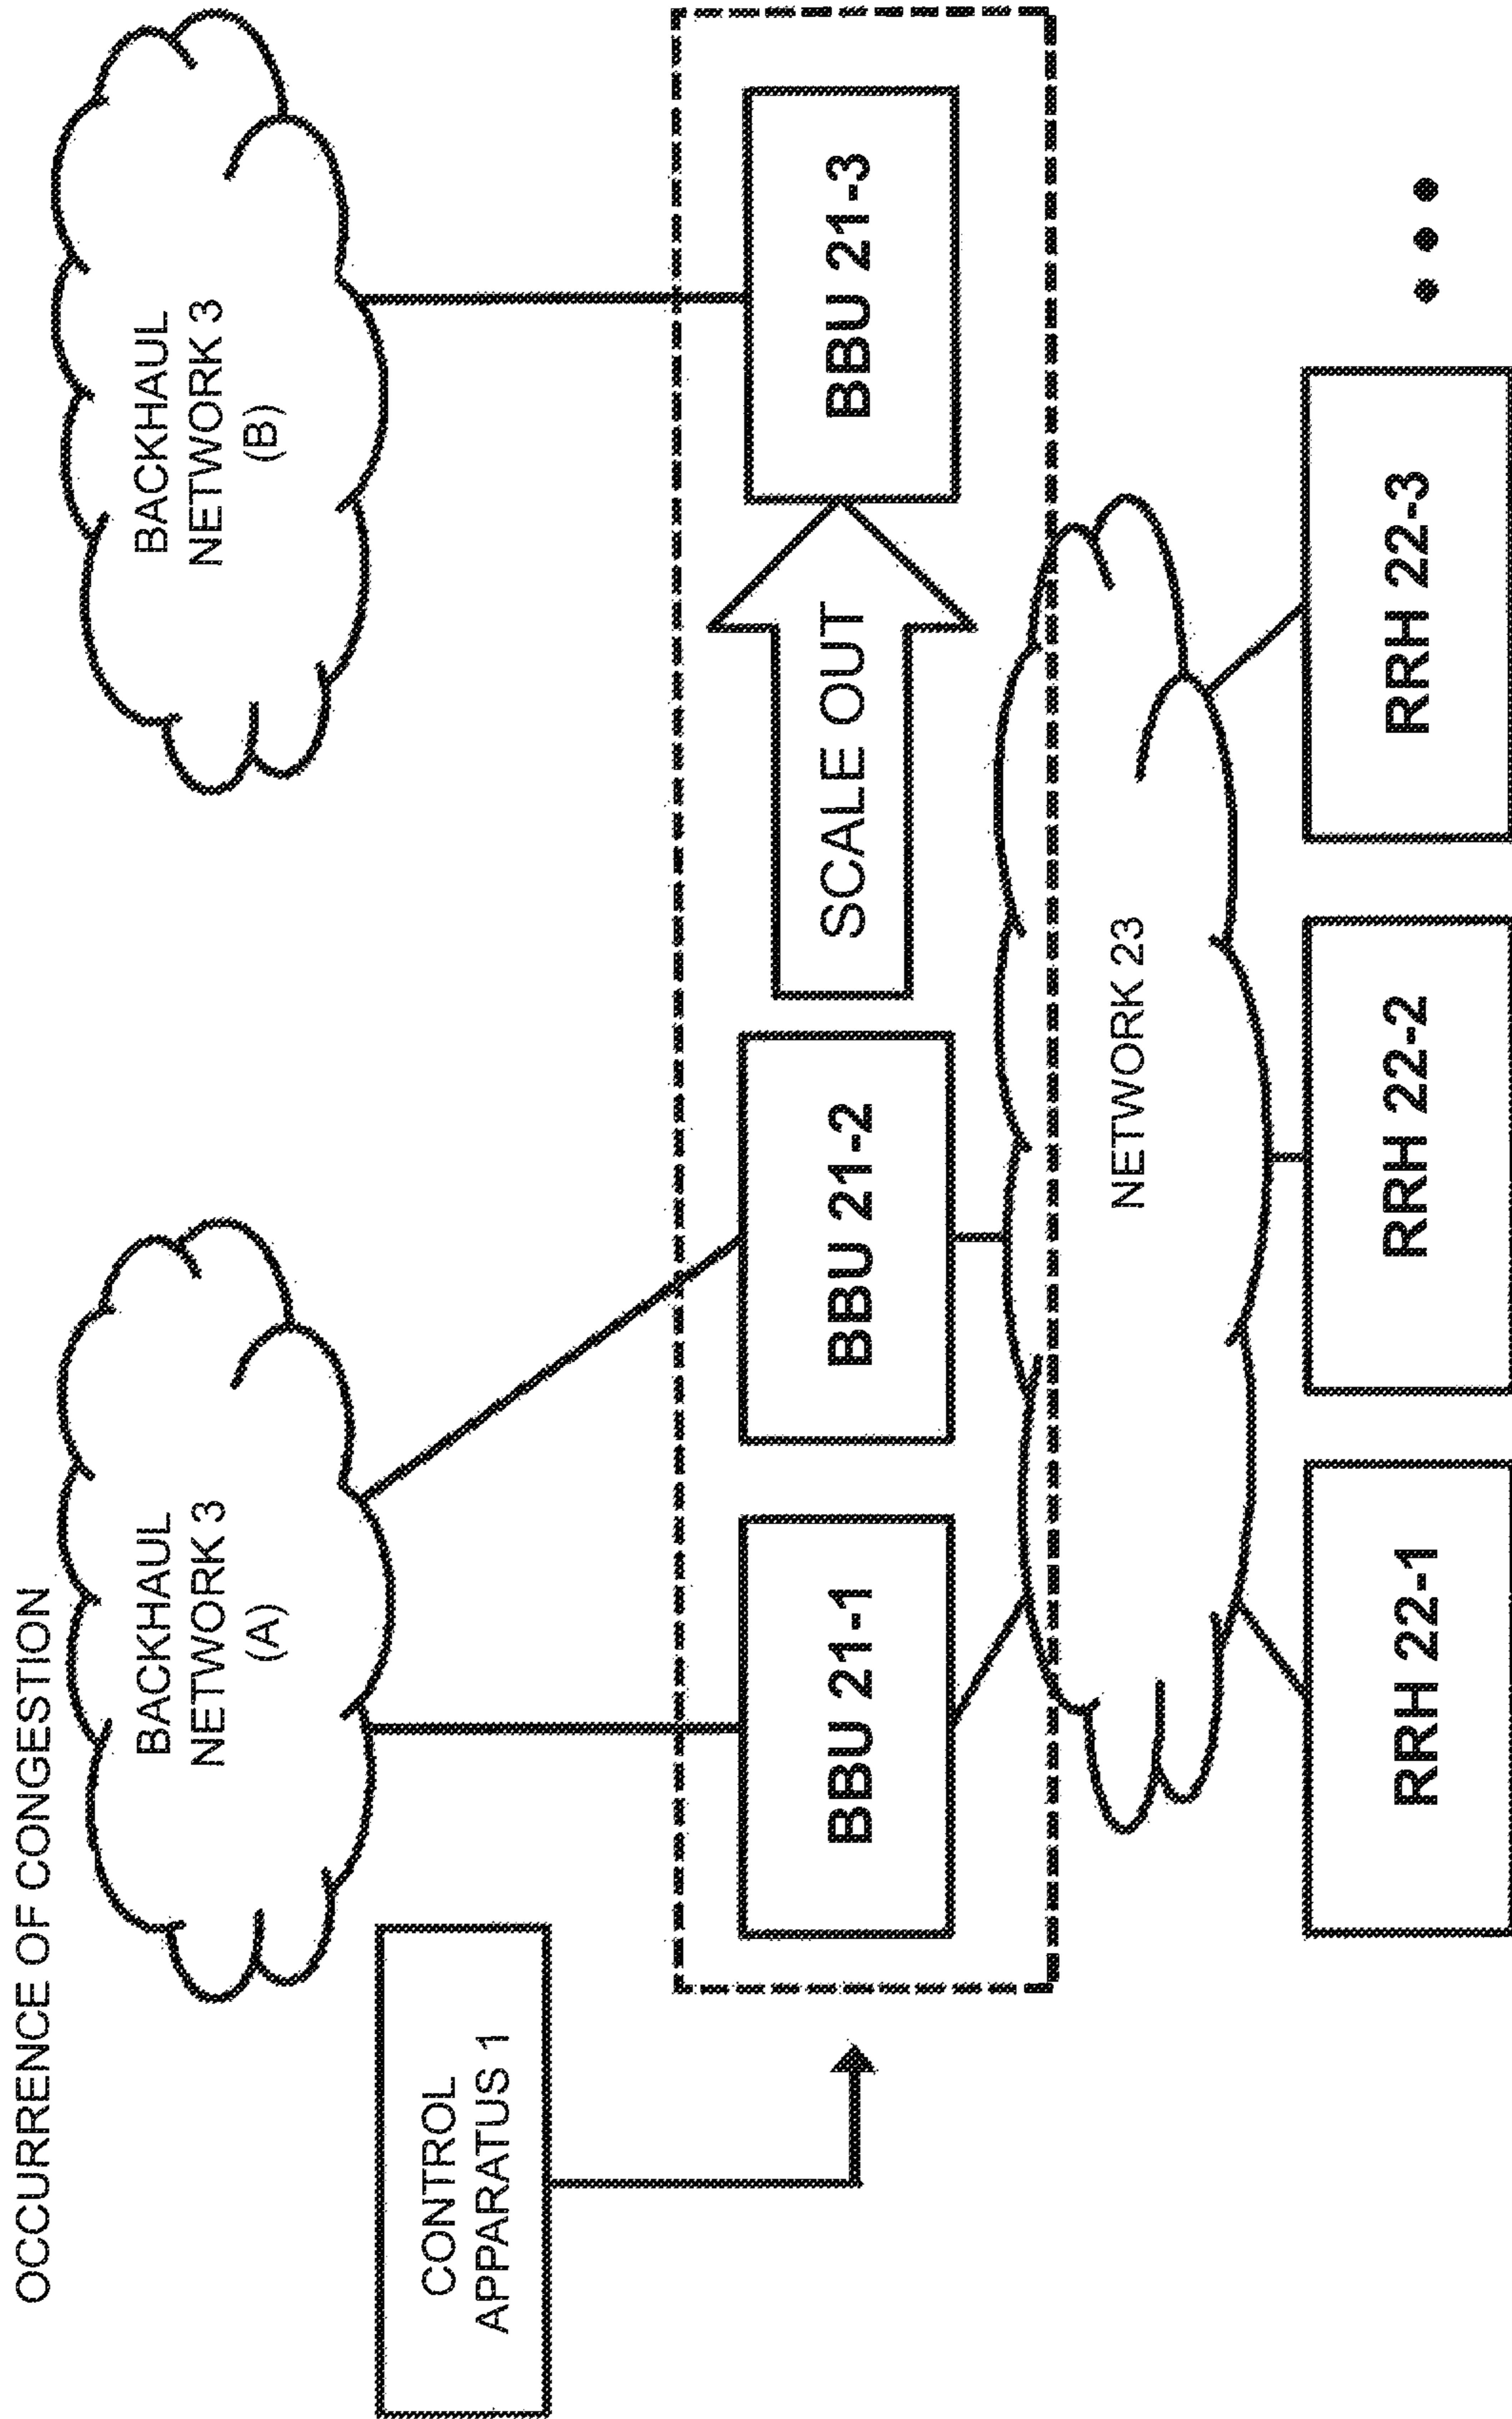 OCCURRENCE OF CONGESTION
BACKHAUL
NETWORK 3
(A)
BACKHAUL
NETWORK 3
(B)
CONTROL
APPARATUS 1
BBU 21-1
BBU 21-2
SCALE OUT
BBU 21-3
NETWORK 23
RRH 22-1
RRH 22-2
RRH 22-3